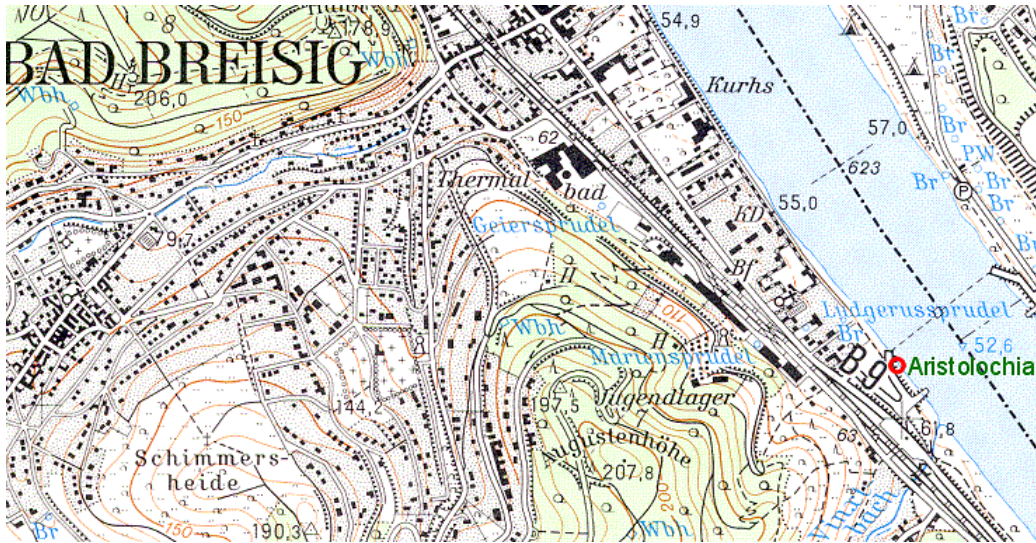 54,9
178,9
Br
BAD BREISIG
Wbh
Br
Wbh
206,0
150
Kurhs
57,0
62
623
PW
Br
Br
Br
P
Thermal-
bad
55,0
KD
Geiersprudel
9,7
Bf
H
110
Ludgerussprudel
Wbh
H
Br
52,6
Mariensprudel
B9
Aristolochia
197,5
Jugendlager
144,2
61,8
Augustenhöhe
63
Schimmers-
heide
207,8
200
Vinxt
bach
Br
150
190,3
Wbh